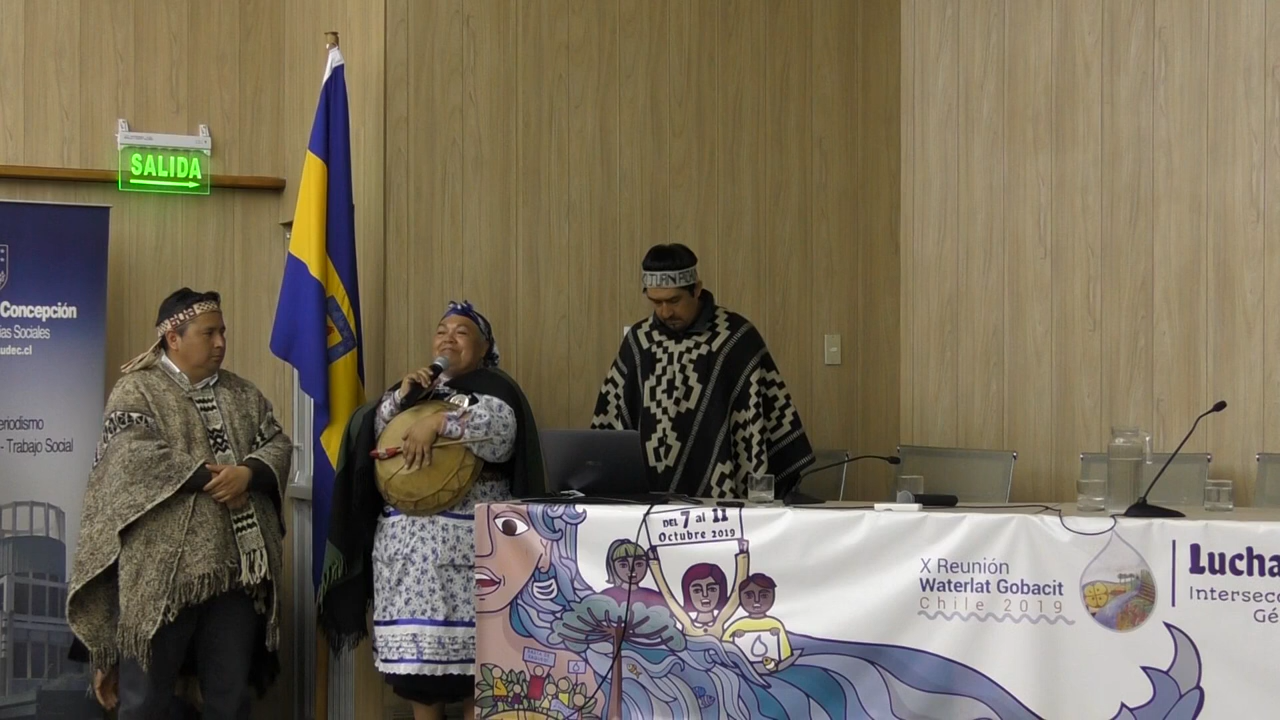 SALIDA
Concepción
ias Sociales
udec.cl
eriodismo
- Trabajo Social
DEL 7 al 11
Octubre 2019
X Reunión
Waterlat Gobacit
Chile 2019
Lucha
Intersecc
Gé